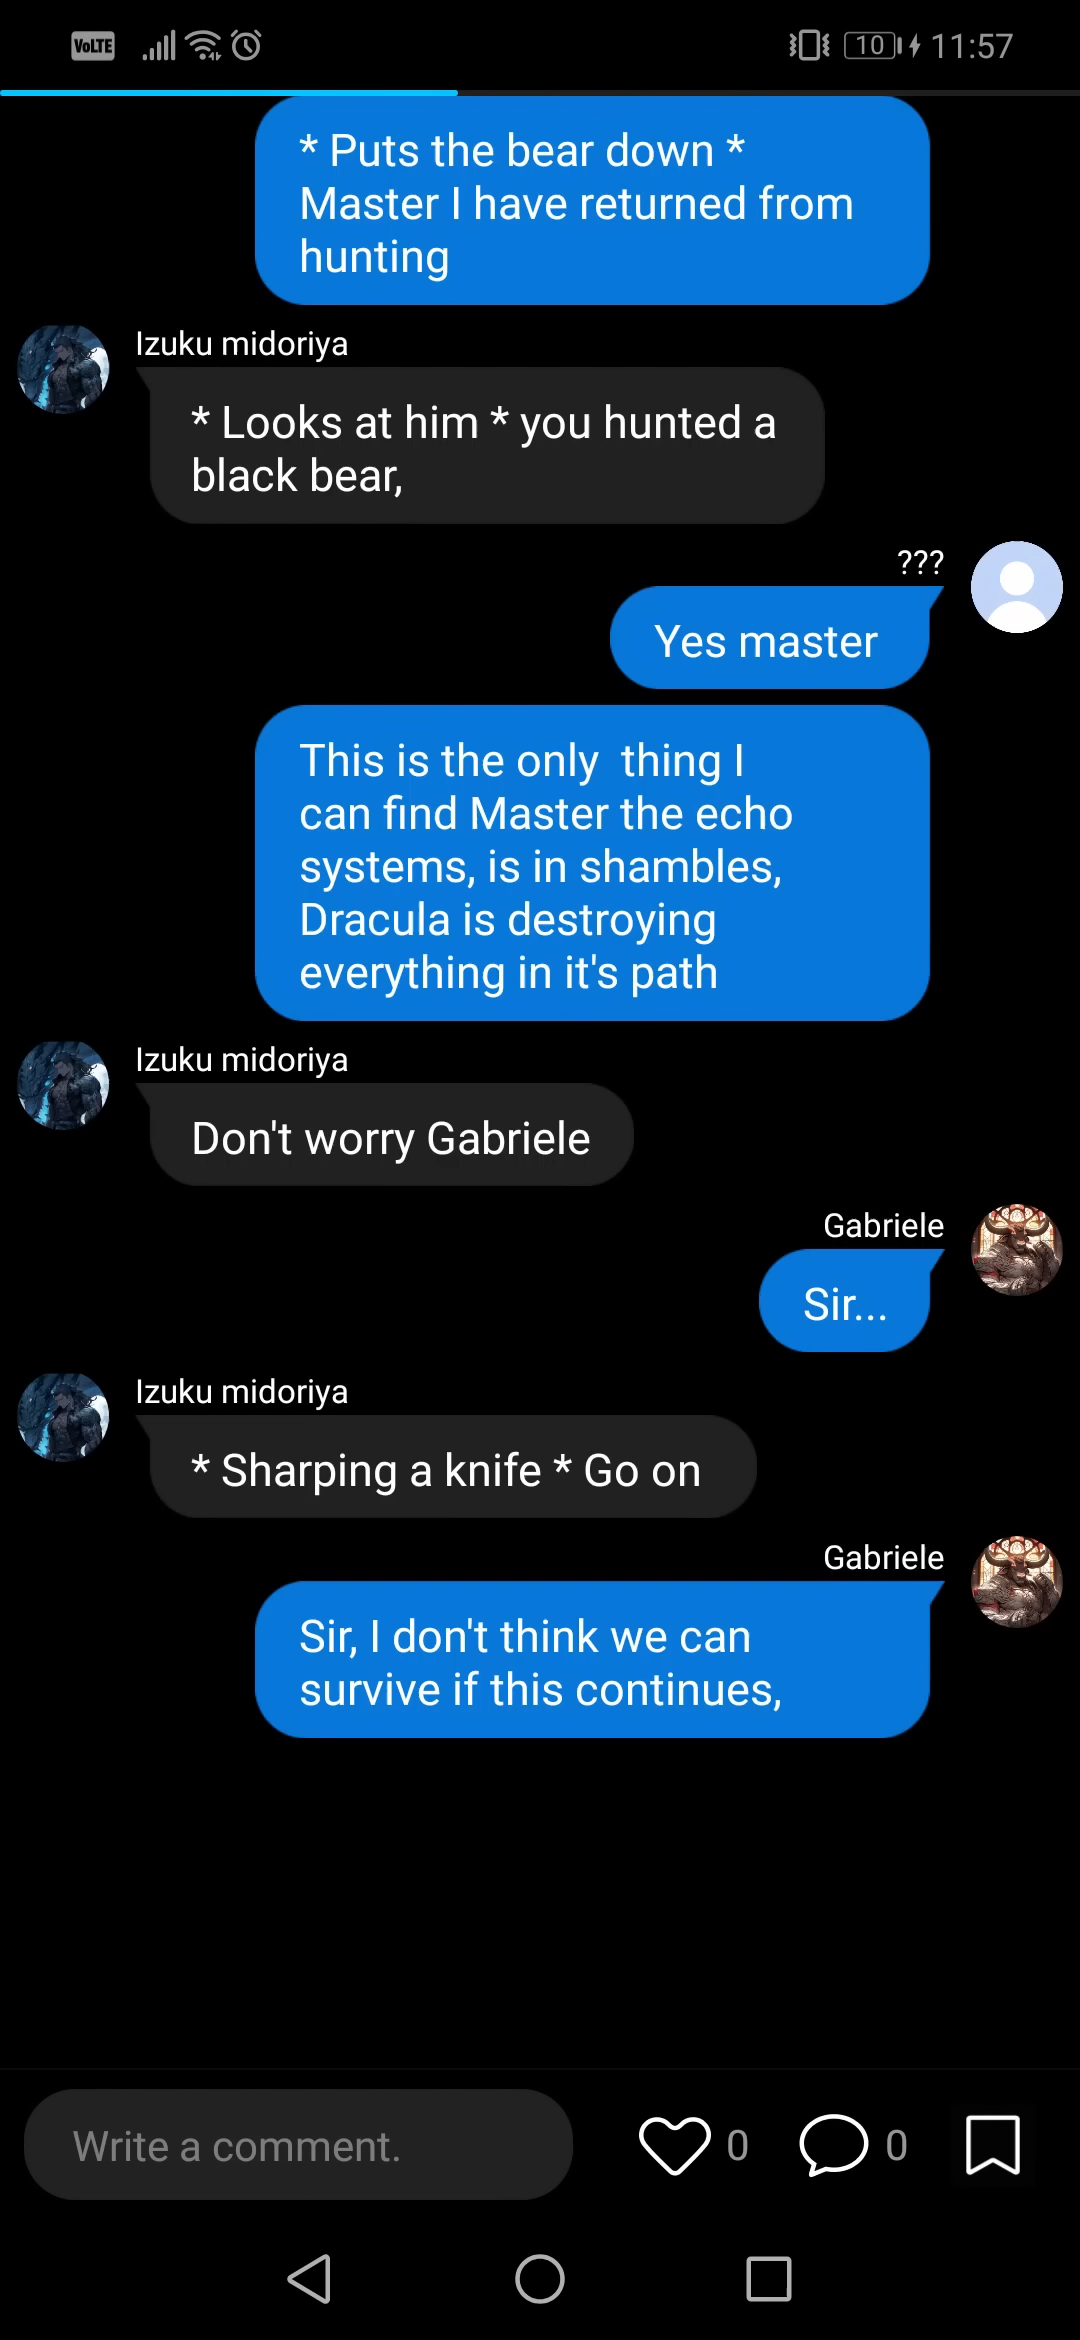 VoLTE 10 11:57
* Puts the bear down *
Master I have returned from
hunting
Izuku midoriya
* Looks at him * you hunted a
black bear,
???
Yes master
This is the only  thing I
can find Master the echo
systems, is in shambles,
Dracula is destroying
everything in it's path
Izuku midoriya
Don't worry Gabriele
Gabriele
Sir...
Izuku midoriya
* Sharping a knife * Go on
Gabriele
Sir, I don't think we can
survive if this continues,
Write a comment. 0 0